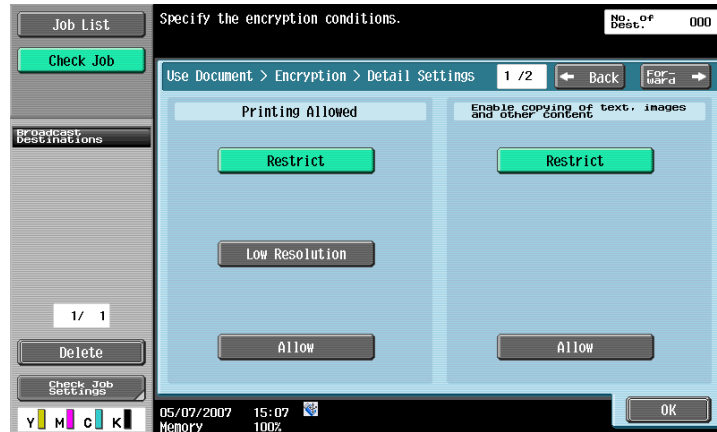 Job List
Check Job
Broadcast
Destinations
1/ 1
Delete
Check Job
Settings
Y M C K
Specify the encryption conditions.
No. of
Dest.
000
Use Document > Encryption > Detail Settings
1 /2
Back
For-
ward
Printing Allowed
Restrict
Low Resolution
Allow
Enable copying of text, images
and other content
Restrict
Allow
05/07/2007 15:07
Memory 100%
OK